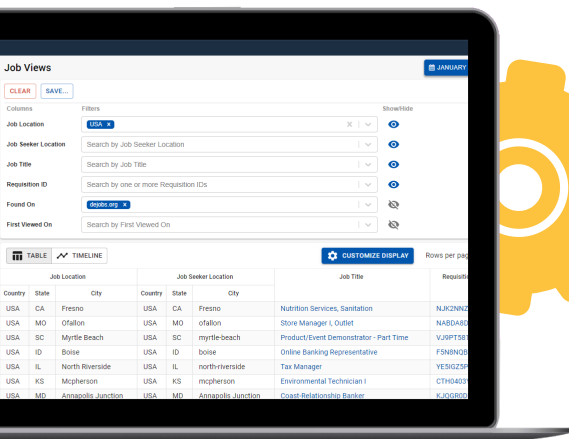 Job Views
JANUARY
CLEAR SAVE...
Columns Filters Show/Hide
Job Location USA x X
Job Seeker Location Search by Job Seeker Location
Job Title Search by Job Title
Requisition ID Search by one or more Requisition IDs
Found On dejobs.org x
First Viewed On Search by First Viewed On
TABLE TIMELINE CUSTOMIZE DISPLAY Rows per pag
Job Location Job Seeker Location Job Title Requisitio
Country State City Country State City
USA CA Fresno USA CA Fresno Nutrition Services, Sanitation NJK2NNZ
USA MO Ofallon USA MO ofallon Store Manager I, Outlet NABDA8D
USA SC Myrtle Beach USA SC myrtle-beach Product/Event Demonstrator - Part Time VJ9PT58T
USA ID Boise USA ID boise Online Banking Representative F5N8NQB
USA IL North Riverside USA IL north-riverside Tax Manager YE5IGZ5P
USA KS Mcpherson USA KS mcpherson Environmental Technician I CTH0403Y
USA MD Annapolis Junction USA MD Annapolis Junction Coast-Relationship Banker KJQGR0D